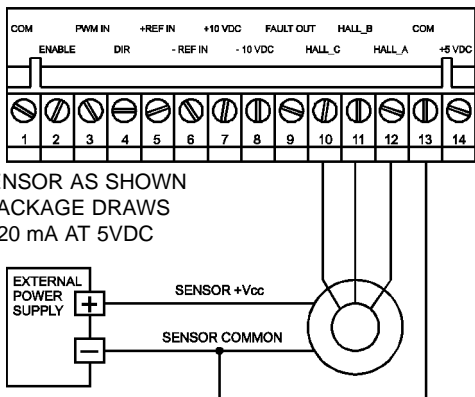 COM PWM IN +REF IN +10 VDC FAULT OUT HALL_B COM
ENABLE DIR - REF IN - 10 VDC HALL_C HALL_A +5 VDC
1 2 3 4 5 6 7 8 9 10 11 12 13 14
ENSOR AS SHOWN
ACKAGE DRAWS
20 mA AT 5VDC
EXTERNAL
POWER
SUPPLY
+
SENSOR +Vcc
−
SENSOR COMMON